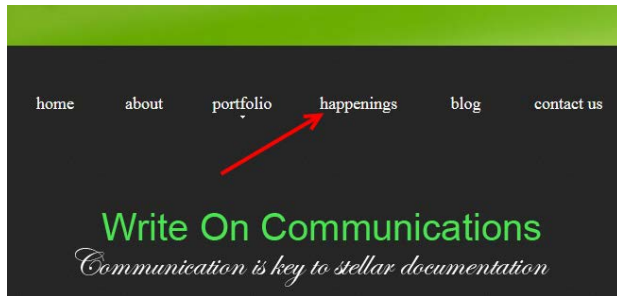 home about portfolio happenings blog contact us
Write On Communications
Communication is key to stellar documentation